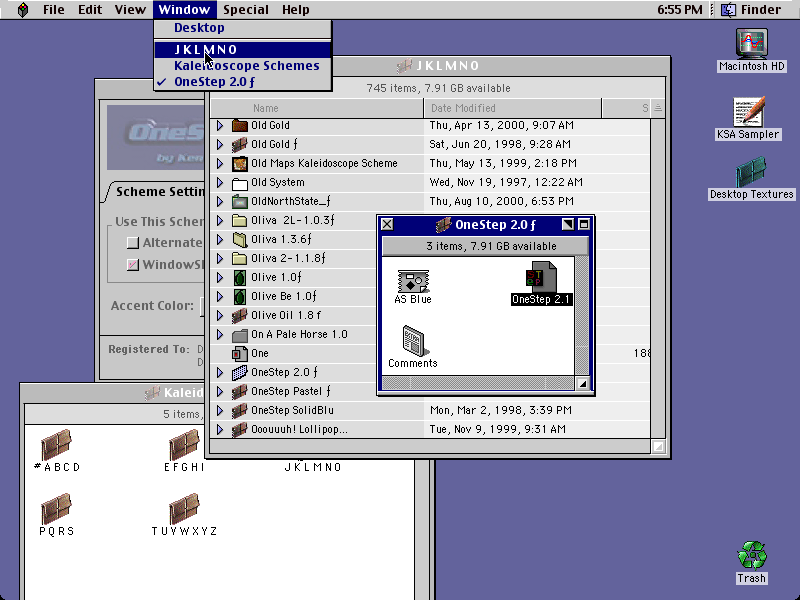 File Edit View Window Special Help 6:55 PM Finder
Desktop
JKLMNO
Kaleidoscope Schemes
✓ OneStep 2.0 ƒ
Macintosh HD
KSA Sampler
Desktop Textures
Trash
JKLMNO
745 items, 7.91 GB available
Name Date Modified S
Old Gold Thu, Apr 13, 2000, 9:07 AM
Old Gold ƒ Sat, Jun 20, 1998, 9:28 AM
Old Maps Kaleidoscope Scheme Thu, May 13, 1999, 2:18 PM
Old System Wed, Nov 19, 1997, 12:22 AM
OldNorthState_ƒ Thu, Aug 10, 2000, 6:53 PM
Oliva 2L-1.0.3ƒ
Oliva 1.3.6ƒ
Oliva 2-1.1.8ƒ
Olive 1.0ƒ
Olive Be 1.0ƒ
Olive Oil 1.8 f
On A Pale Horse 1.0
One 188
OneStep 2.0 ƒ
OneStep Pastel ƒ
OneStep SolidBlu Mon, Mar 2, 1998, 3:39 PM
Ooouuuh! Lollipop... Tue, Nov 9, 1999, 9:31 AM
OneStep 2.0 ƒ
3 items, 7.91 GB available
AS Blue
OneStep 2.1
Comments
OneS
by Ken
Scheme Settin
Use This Scher
Alternate
WindowSh
Accent Color:
Registered To: D
D
Kaleid
5 items,
#ABCD EFGHI JKLMNO
PQRS TUVWXYZ